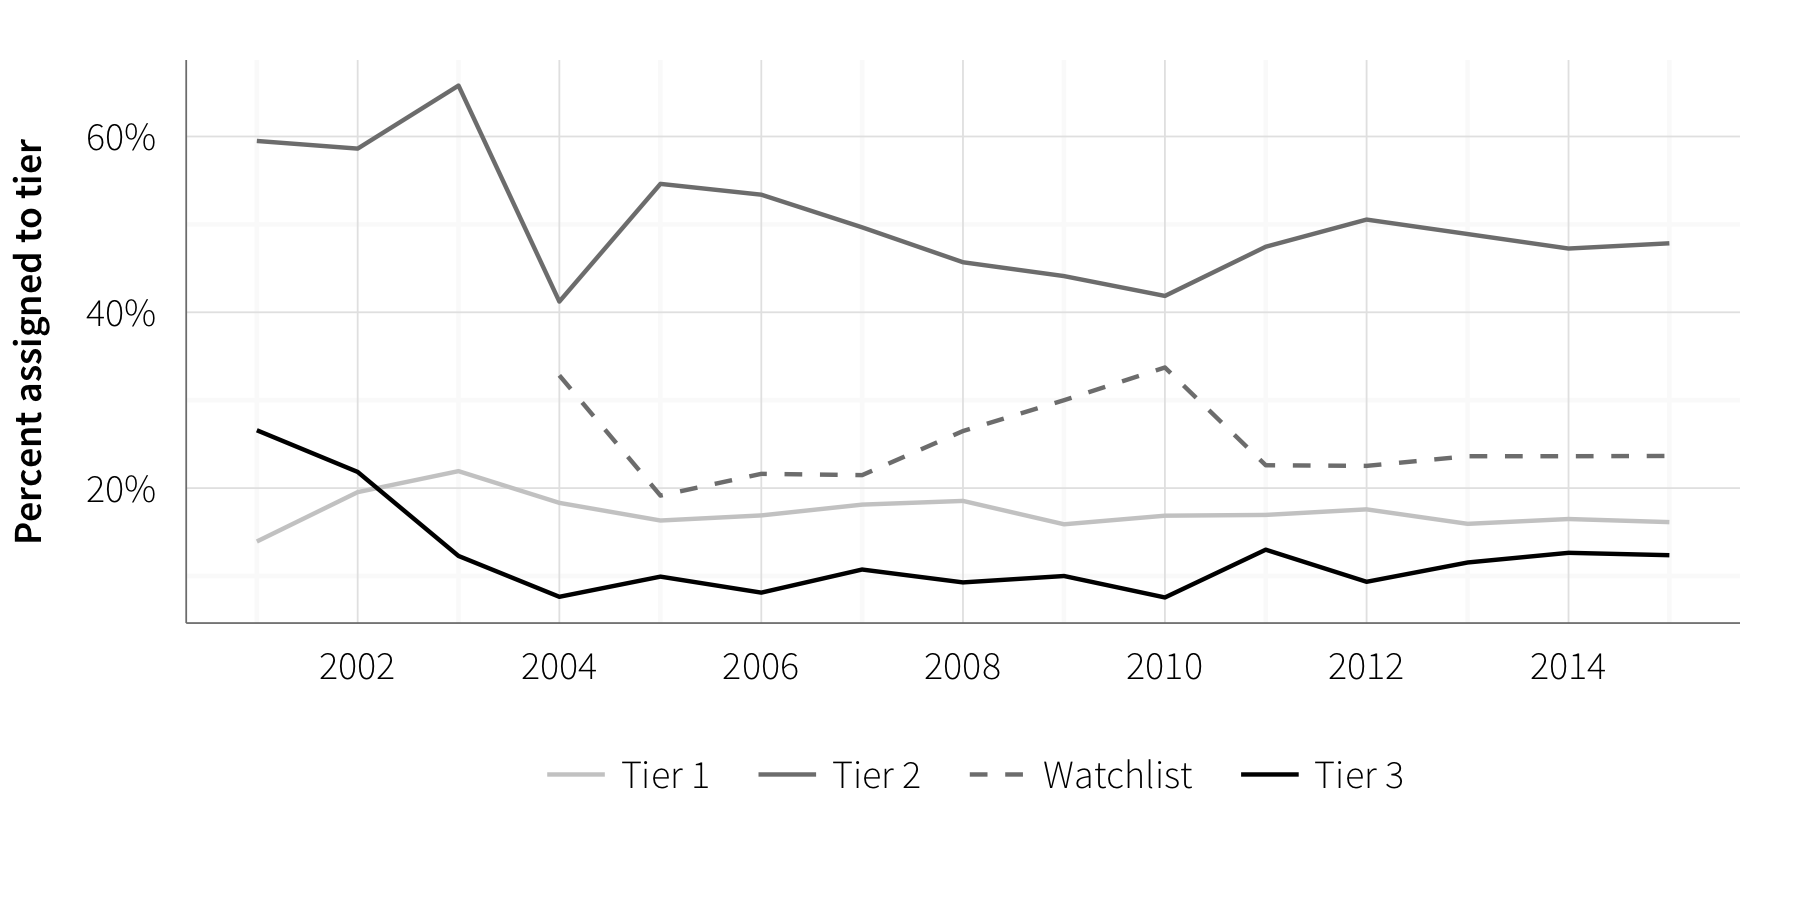 Percent assigned to tier
60%
40%
20%
2002 2004 2006 2008 2010 2012 2014
Tier 1 Tier 2 Watchlist Tier 3